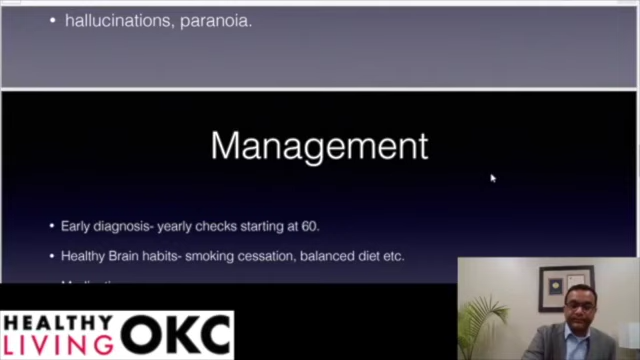 • hallucinations, paranoia.
Management
• Early diagnosis- yearly checks starting at 60.
• Healthy Brain habits- smoking cessation, balanced diet etc.
HEALTHY
LIVING OKC